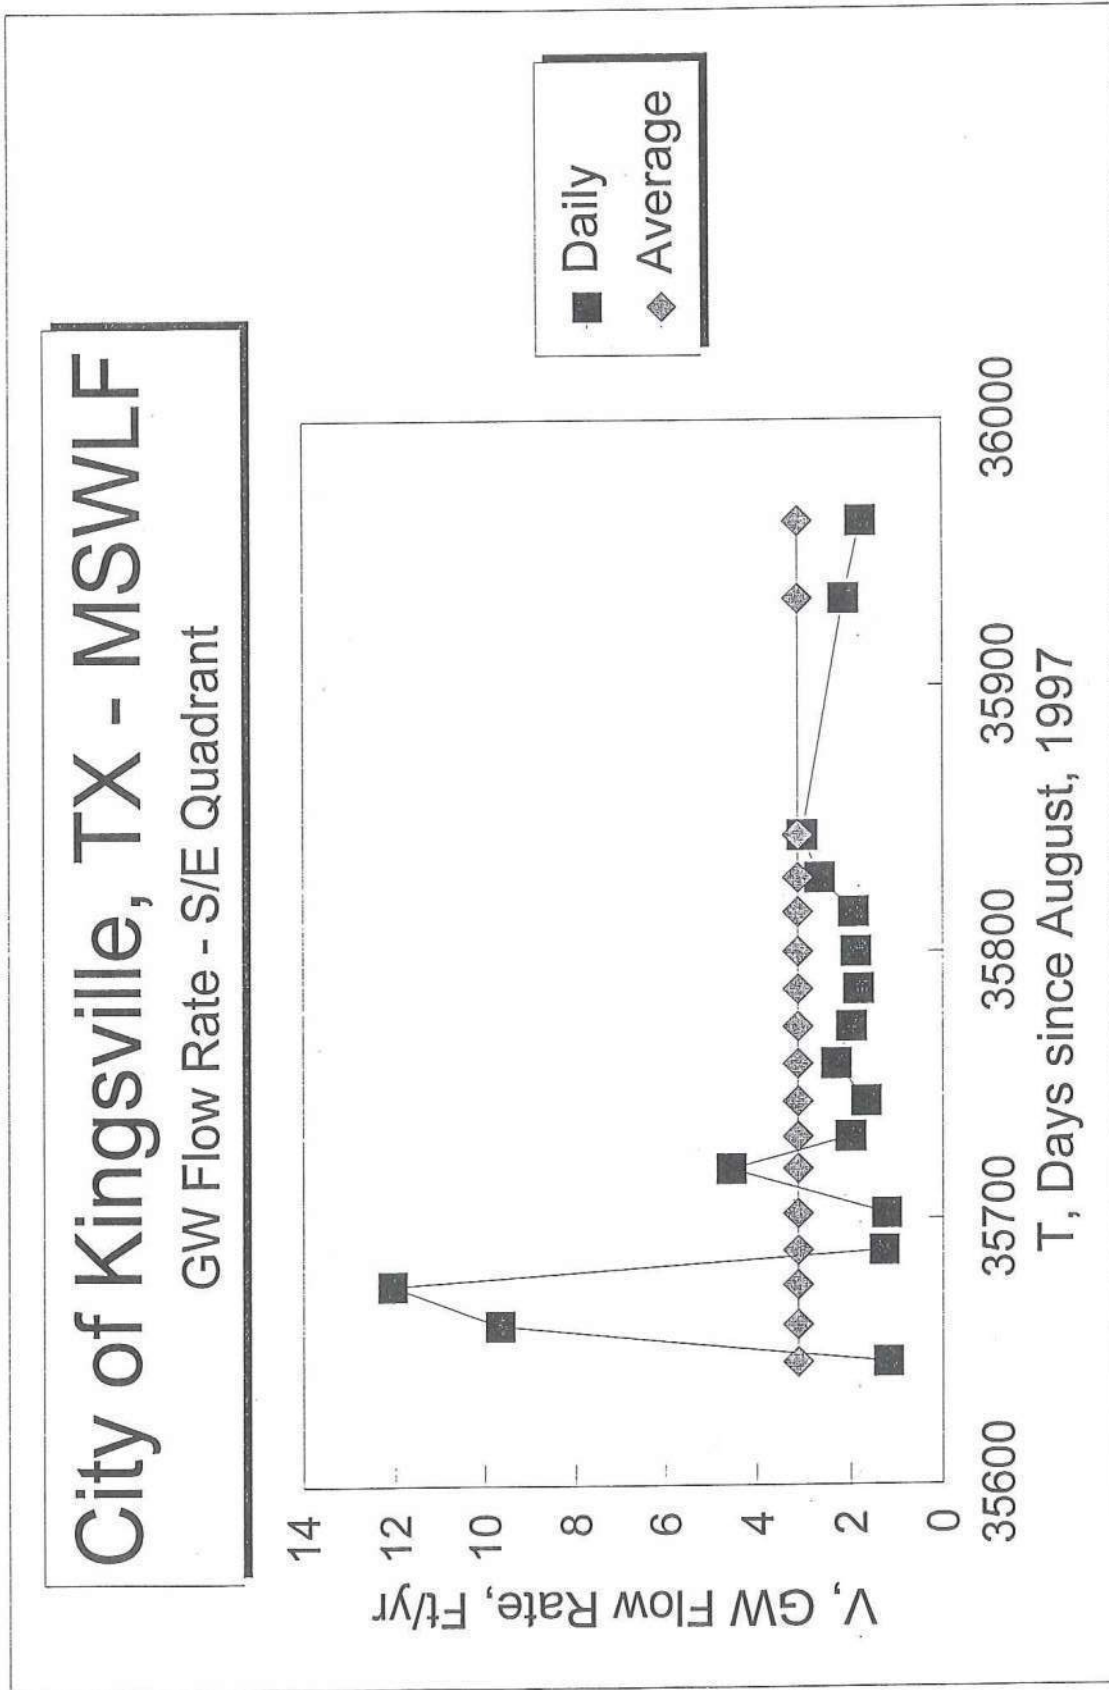 City of Kingsville, TX - MSWLF
GW Flow Rate - S/E Quadrant
V, GW Flow Rate, Ft/yr
14
12
10
8
6
4
2
0
35600
35700
35800
35900
36000
T, Days since August, 1997
Daily
Average